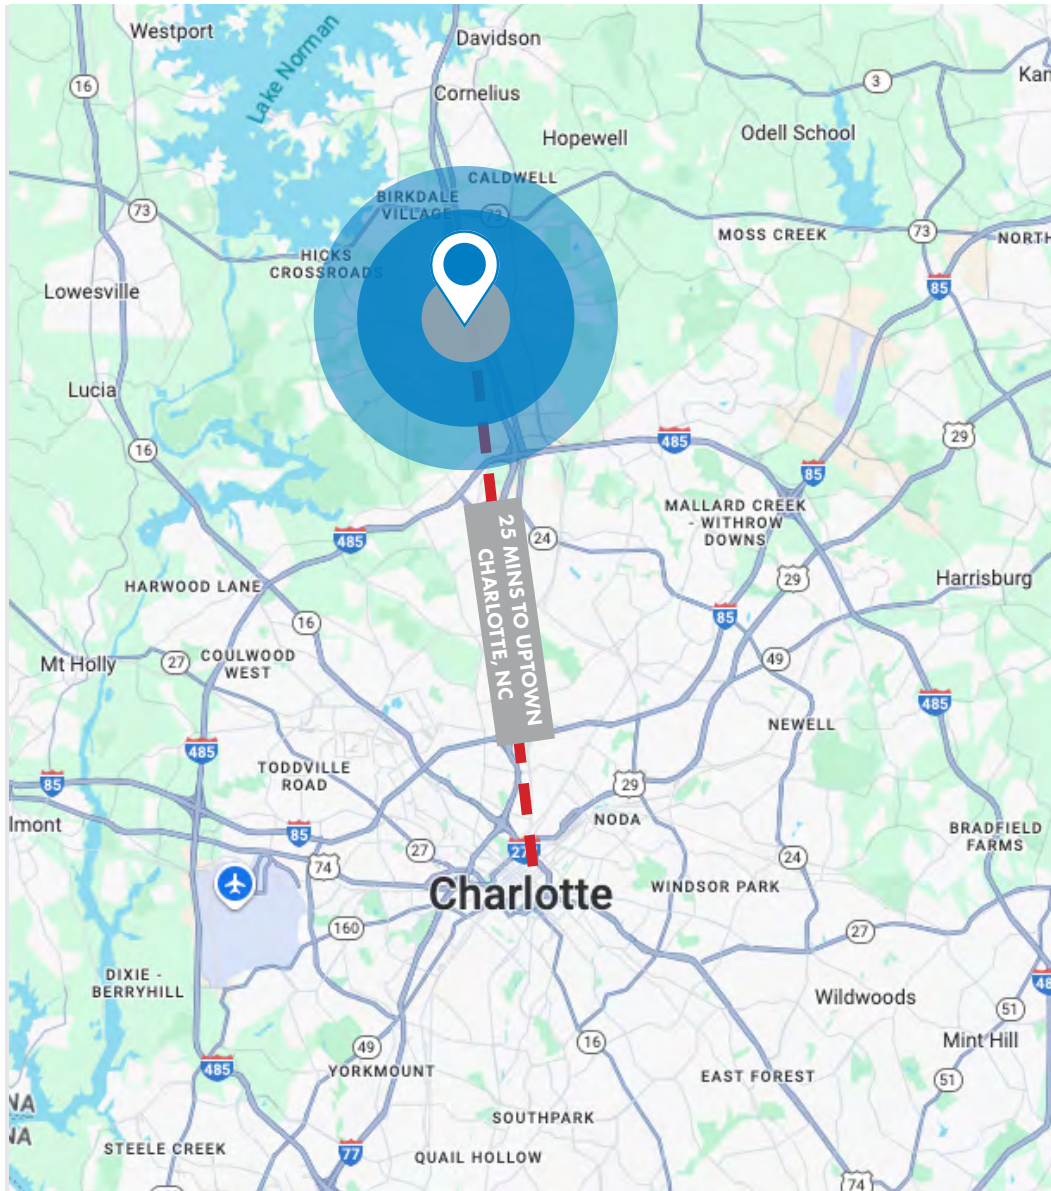 Westport
Davidson
Lake Norman
16
3
Kan
Cornelius
Hopewell
Odell School
CALDWELL
BIRKDALE
VILLAGE
73
73
73
MOSS CREEK
NORTH
HICKS
CROSSROADS
85
Lowesville
Lucia
16
485
29
85
MALLARD CREEK
- WITHROW
DOWNS
25 MINS TO UPTOWN
CHARLOTTE, NC
24
485
HARWOOD LANE
29
Harrisburg
16
85
Mt Holly
27
COULWOOD
WEST
49
485
NEWELL
485
TODDVILLE
ROAD
85
29
lmont
85
NODA
BRADFIELD
FARMS
27
27
74
24
Charlotte
WINDSOR PARK
160
27
DIXIE -
BERRYHILL
48
Wildwoods
51
16
Mint Hill
49
YORKMOUNT
485
EAST FOREST
51
NA
NA
SOUTHPARK
STEELE CREEK
77
QUAIL HOLLOW
74